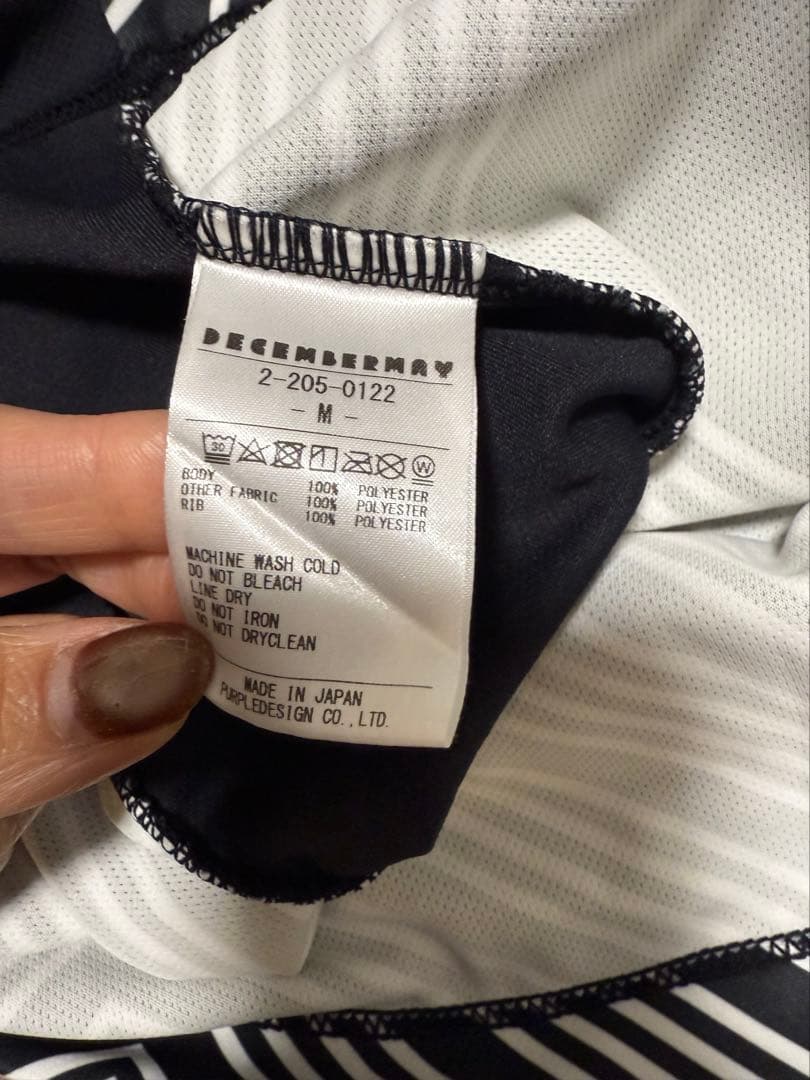 DECEMBERMAY
2-205-0122
- M -
30 W
BODY 100% POLYESTER
OTHER FABRIC 100% POLYESTER
RIB 100% POLYESTER
MACHINE WASH COLD
DO NOT BLEACH
LINE DRY
DO NOT IRON
DO NOT DRYCLEAN
MADE IN JAPAN
PURPLEDESIGN CO.,LTD.